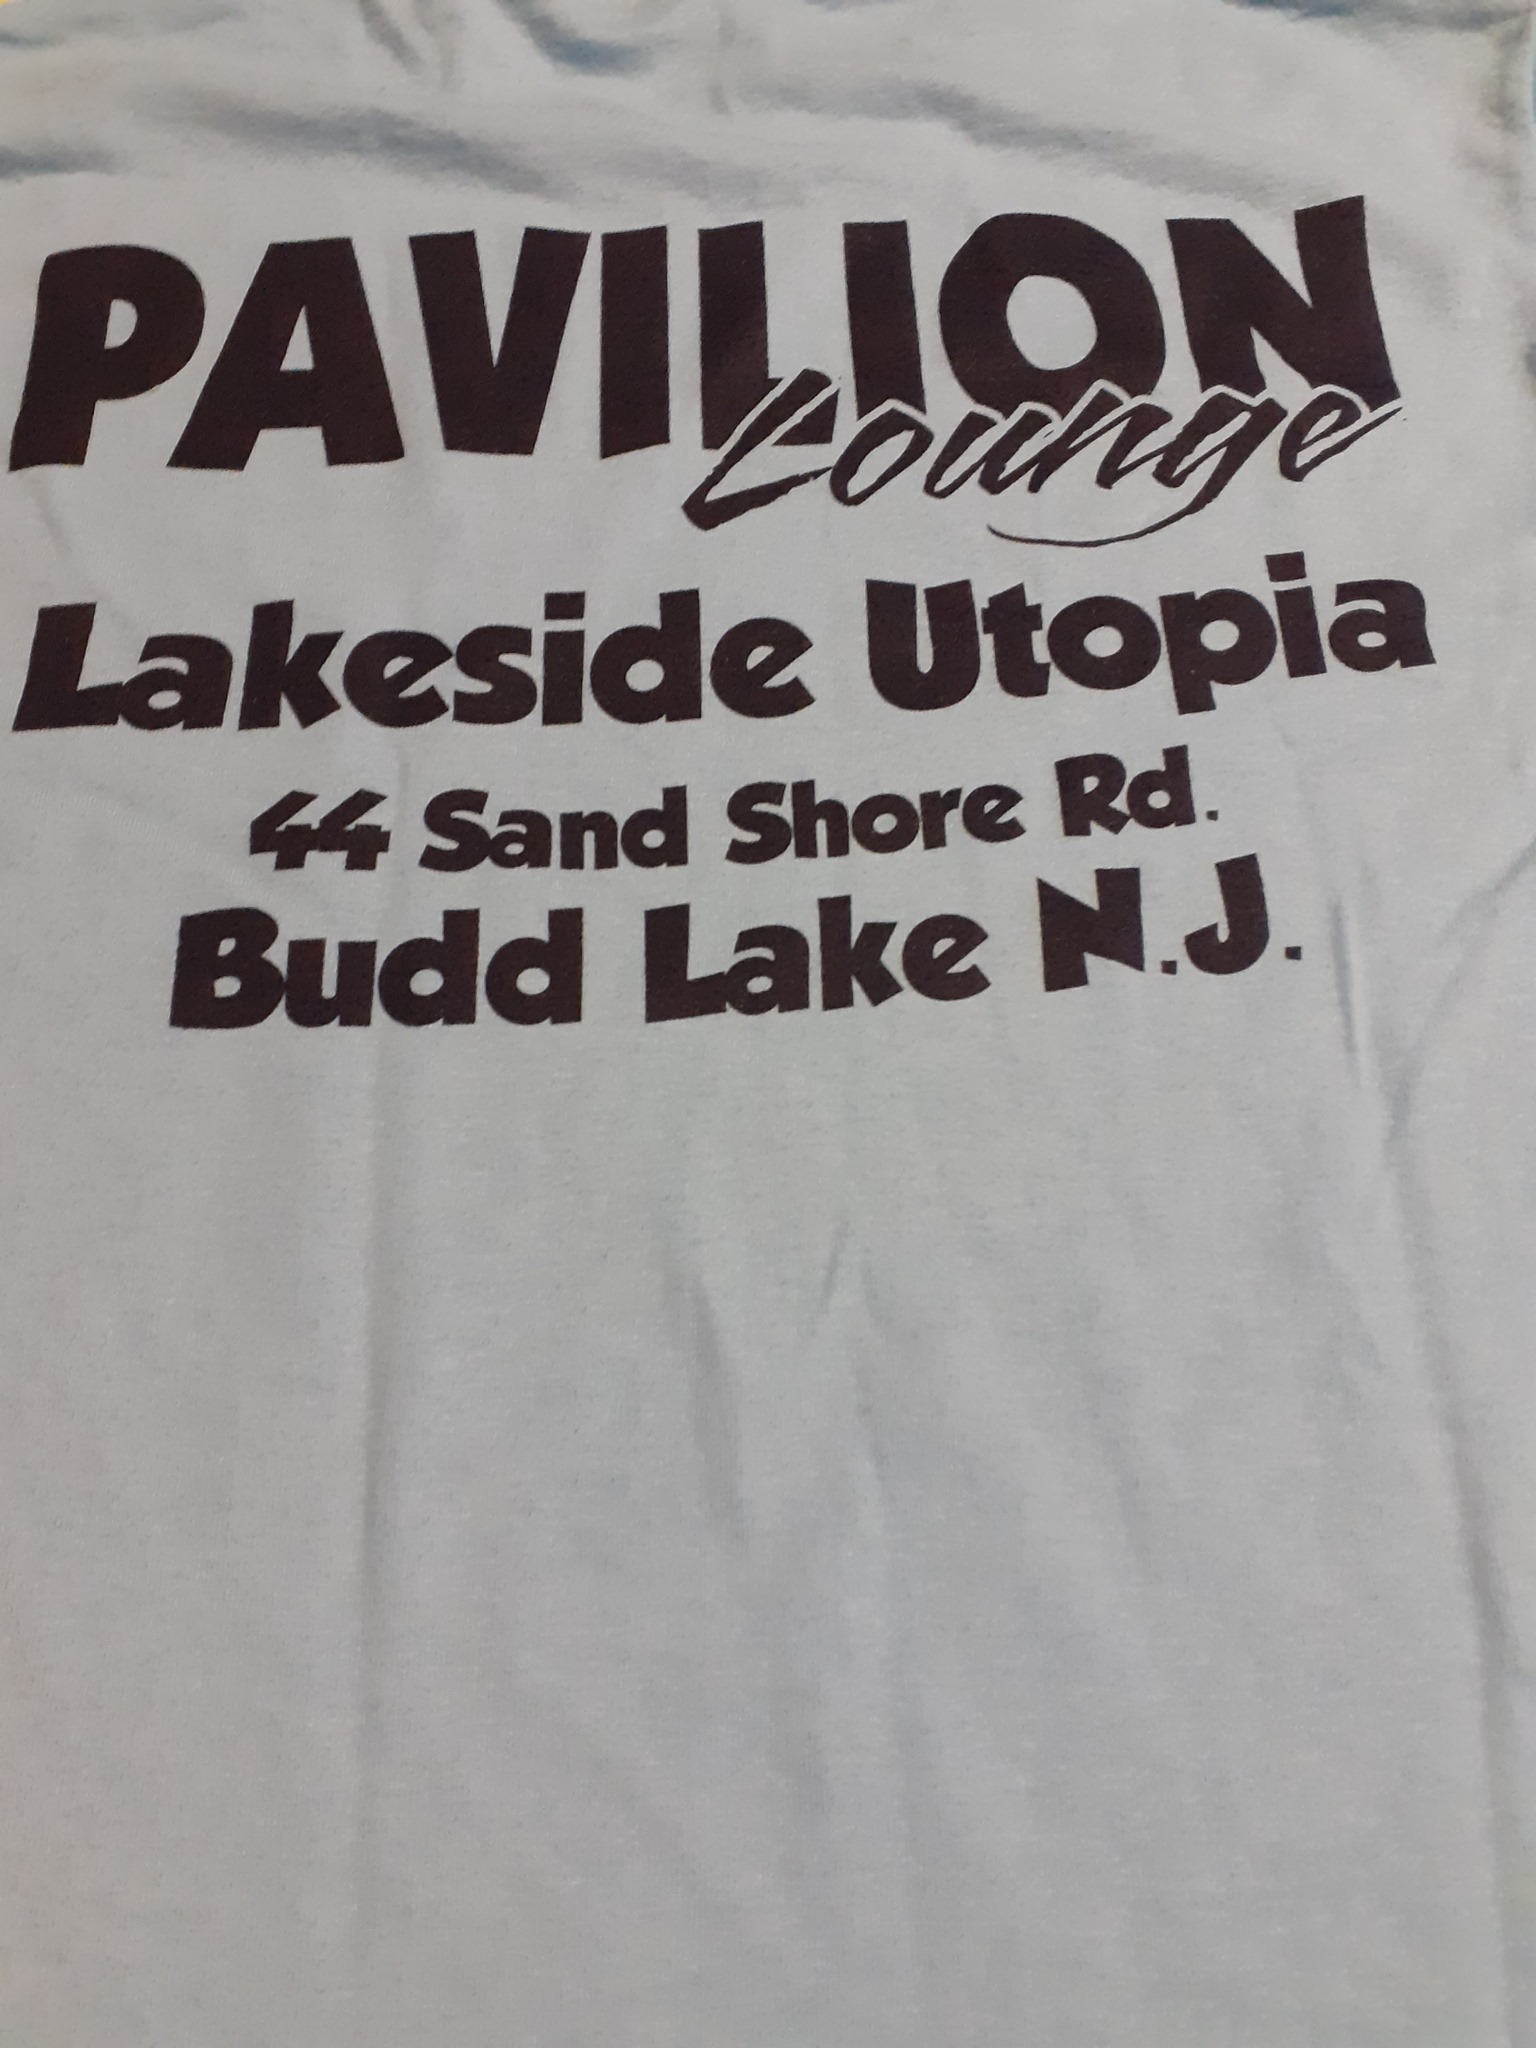 PAVILION
Lounge
Lakeside Utopia
44 Sand Shore Rd.
Budd Lake N.J.